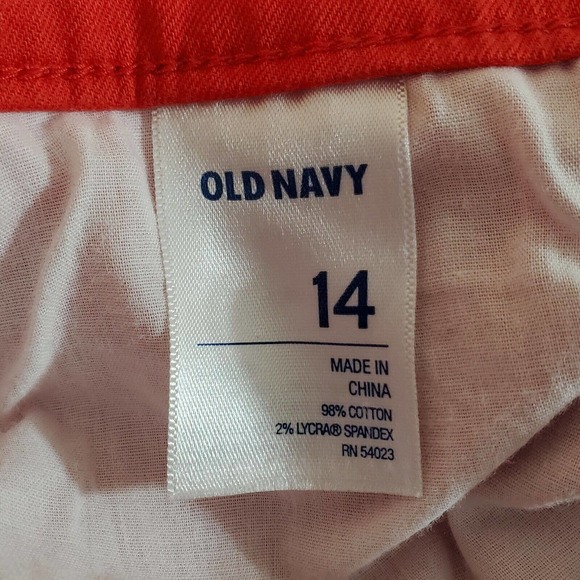 OLD NAVY
14
MADE IN
CHINA
98% COTTON
2% LYCRA® SPANDEX
RN 54023